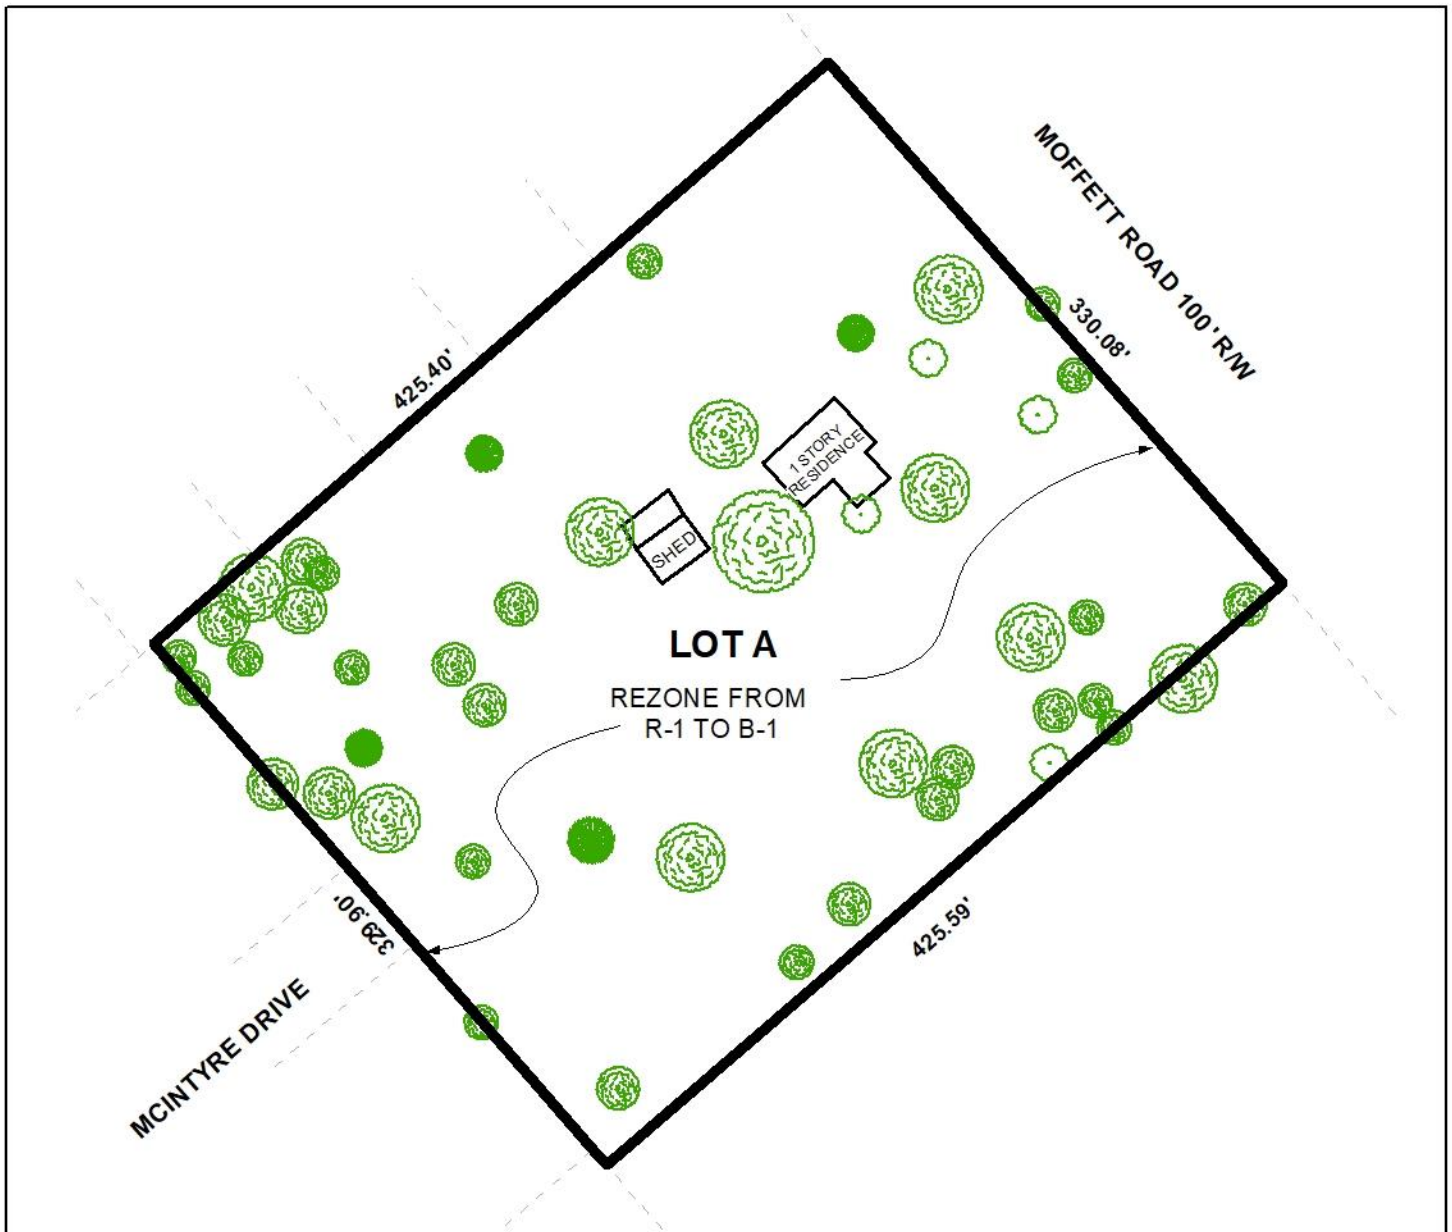 MOFFETT ROAD 100' R/W
330.08'
425.40'
1 STORY
RESIDENCE
SHED
LOT A
REZONE FROM
R-1 TO B-1
329.90'
425.59'
MCINTYRE DRIVE